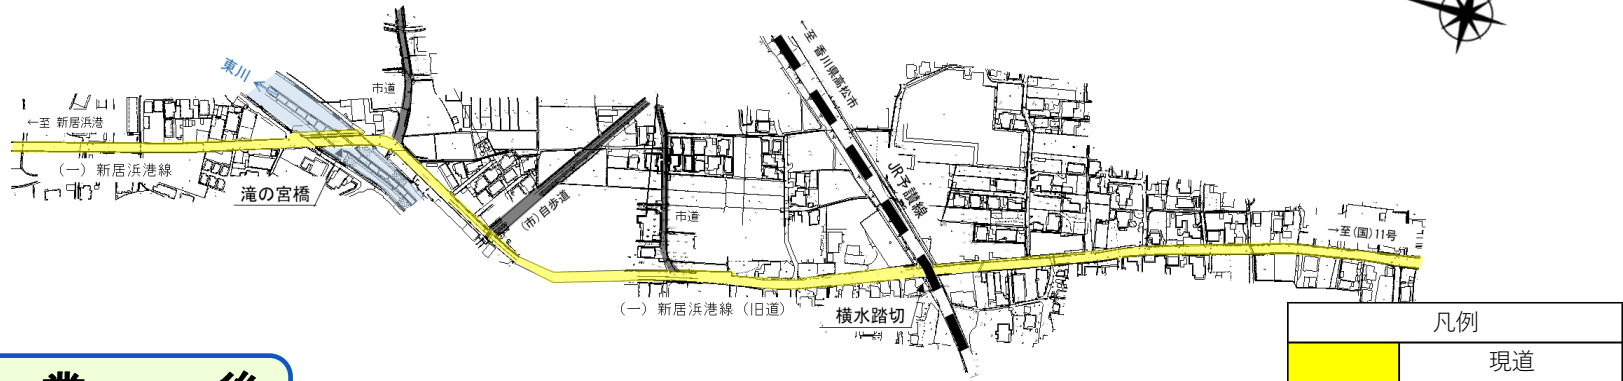 東川
市道
←至 香川県高松市
←至 新居浜港
(一) 新居浜港線
滝の宮橋
JR予讃線
(市)自歩道
市道
→至(国)11号
(一) 新居浜港線 (旧道)
横水踏切
凡例
現道